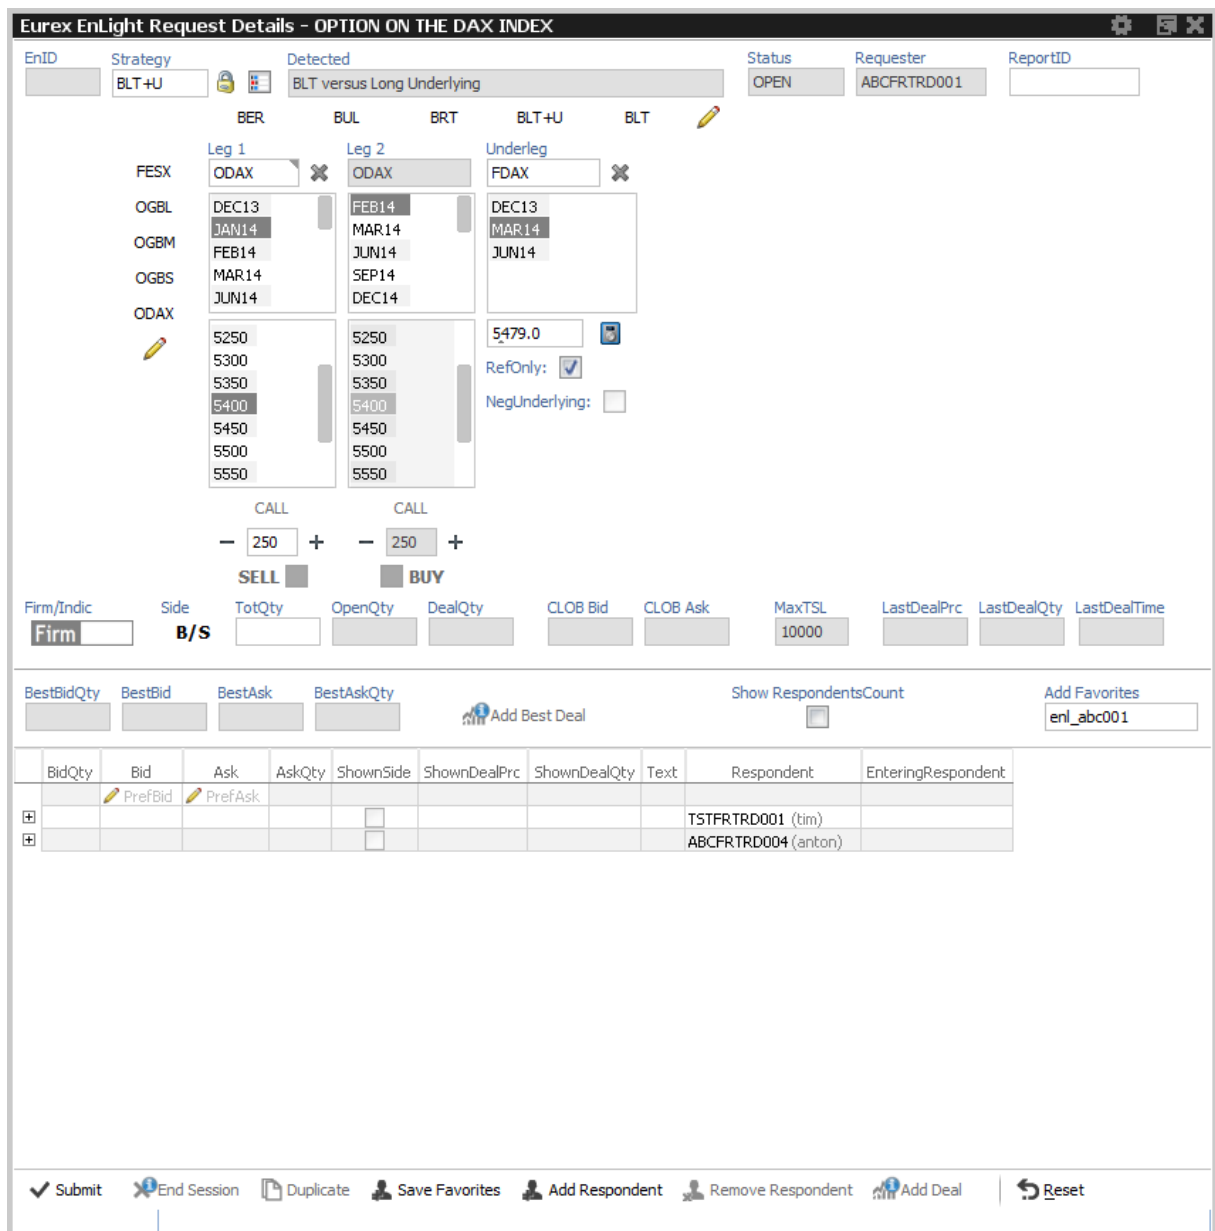 Eurex EnLight Request Details - OPTION ON THE DAX INDEX
EnID Strategy Detected Status Requester ReportID
BLT+U BLT versus Long Underlying OPEN ABCFRTRD001
BER BUL BRT BLT+U BLT
Leg 1 Leg 2 Underleg
FESX ODAX ODAX FDAX
OGBL DEC13 FEB14 DEC13
JAN14 MAR14 MAR14
OGBM FEB14 JUN14 JUN14
OGBS MAR14 SEP14
JUN14 DEC14
ODAX
5250 5250 5479.0
5300 5300
5350 5350 RefOnly:
5400 5400 NegUnderlying:
5450 5450
5500 5500
5550 5550
CALL CALL
− 250 + − 250 +
SELL BUY
Firm/Indic Side TotQty OpenQty DealQty CLOB Bid CLOB Ask MaxTSL LastDealPrc LastDealQty LastDealTime
Firm B/S 10000
BestBidQty BestBid BestAsk BestAskQty Show RespondentsCount Add Favorites
Add Best Deal enl_abc001
BidQty Bid Ask AskQty ShownSide ShownDealPrc ShownDealQty Text Respondent EnteringRespondent
PrefBid PrefAsk
TSTFRTRD001 (tim)
ABCFRTRD004 (anton)
Submit End Session Duplicate Save Favorites Add Respondent Remove Respondent Add Deal Reset